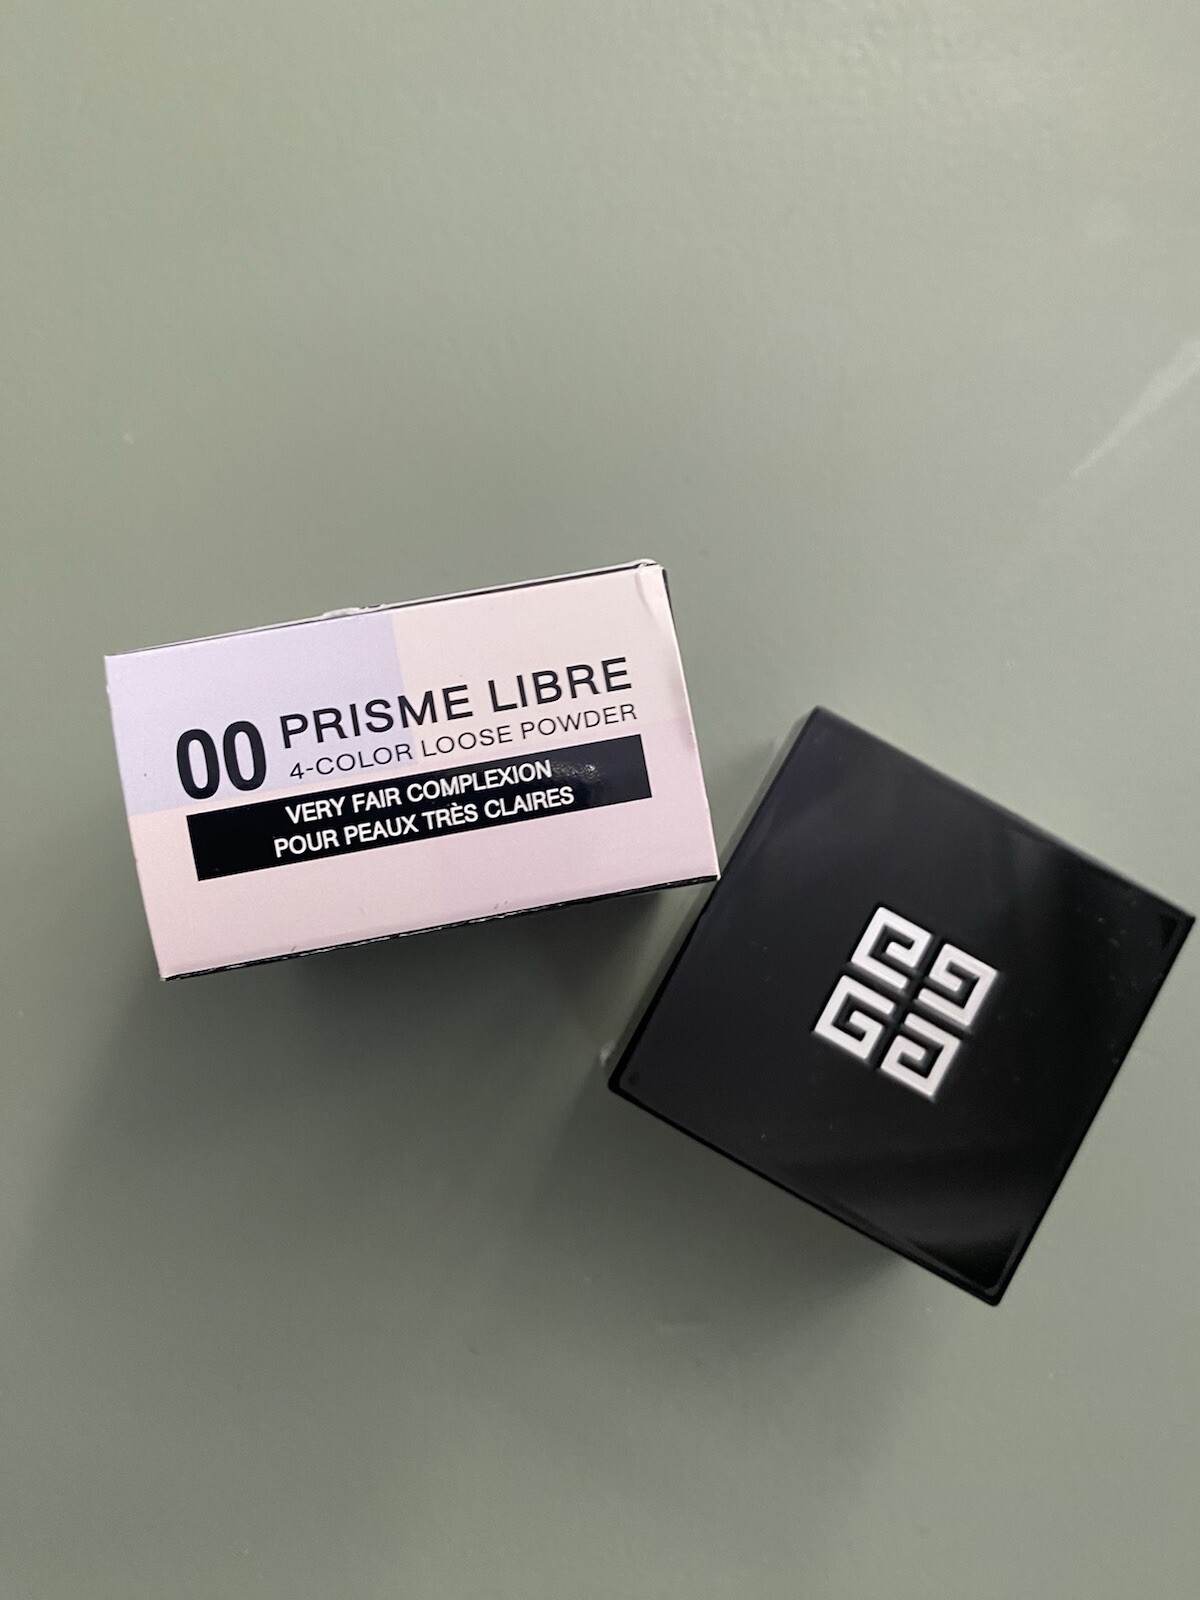 00 PRISME LIBRE
4-COLOR LOOSE POWDER
VERY FAIR COMPLEXION
POUR PEAUX TRÈS CLAIRES